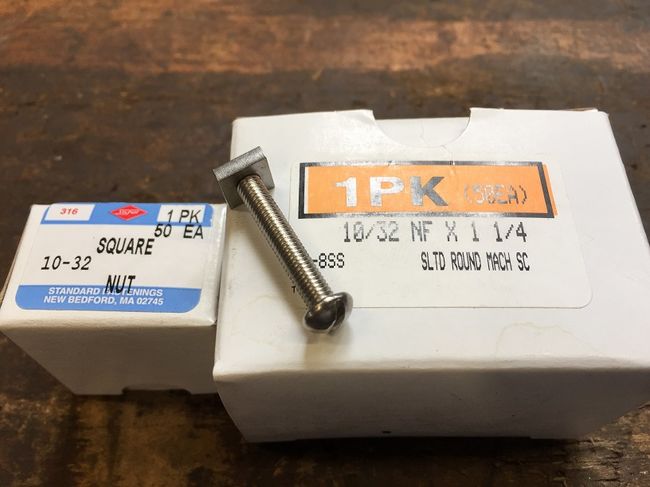 316
1 PK
50 EA
SQUARE
10-32
NUT
STANDARD
NEW BEDFORD, MA 02745
1PK (50EA)
10/32 NF X 1 1/4
-8SS SLTD ROUND MACH SC